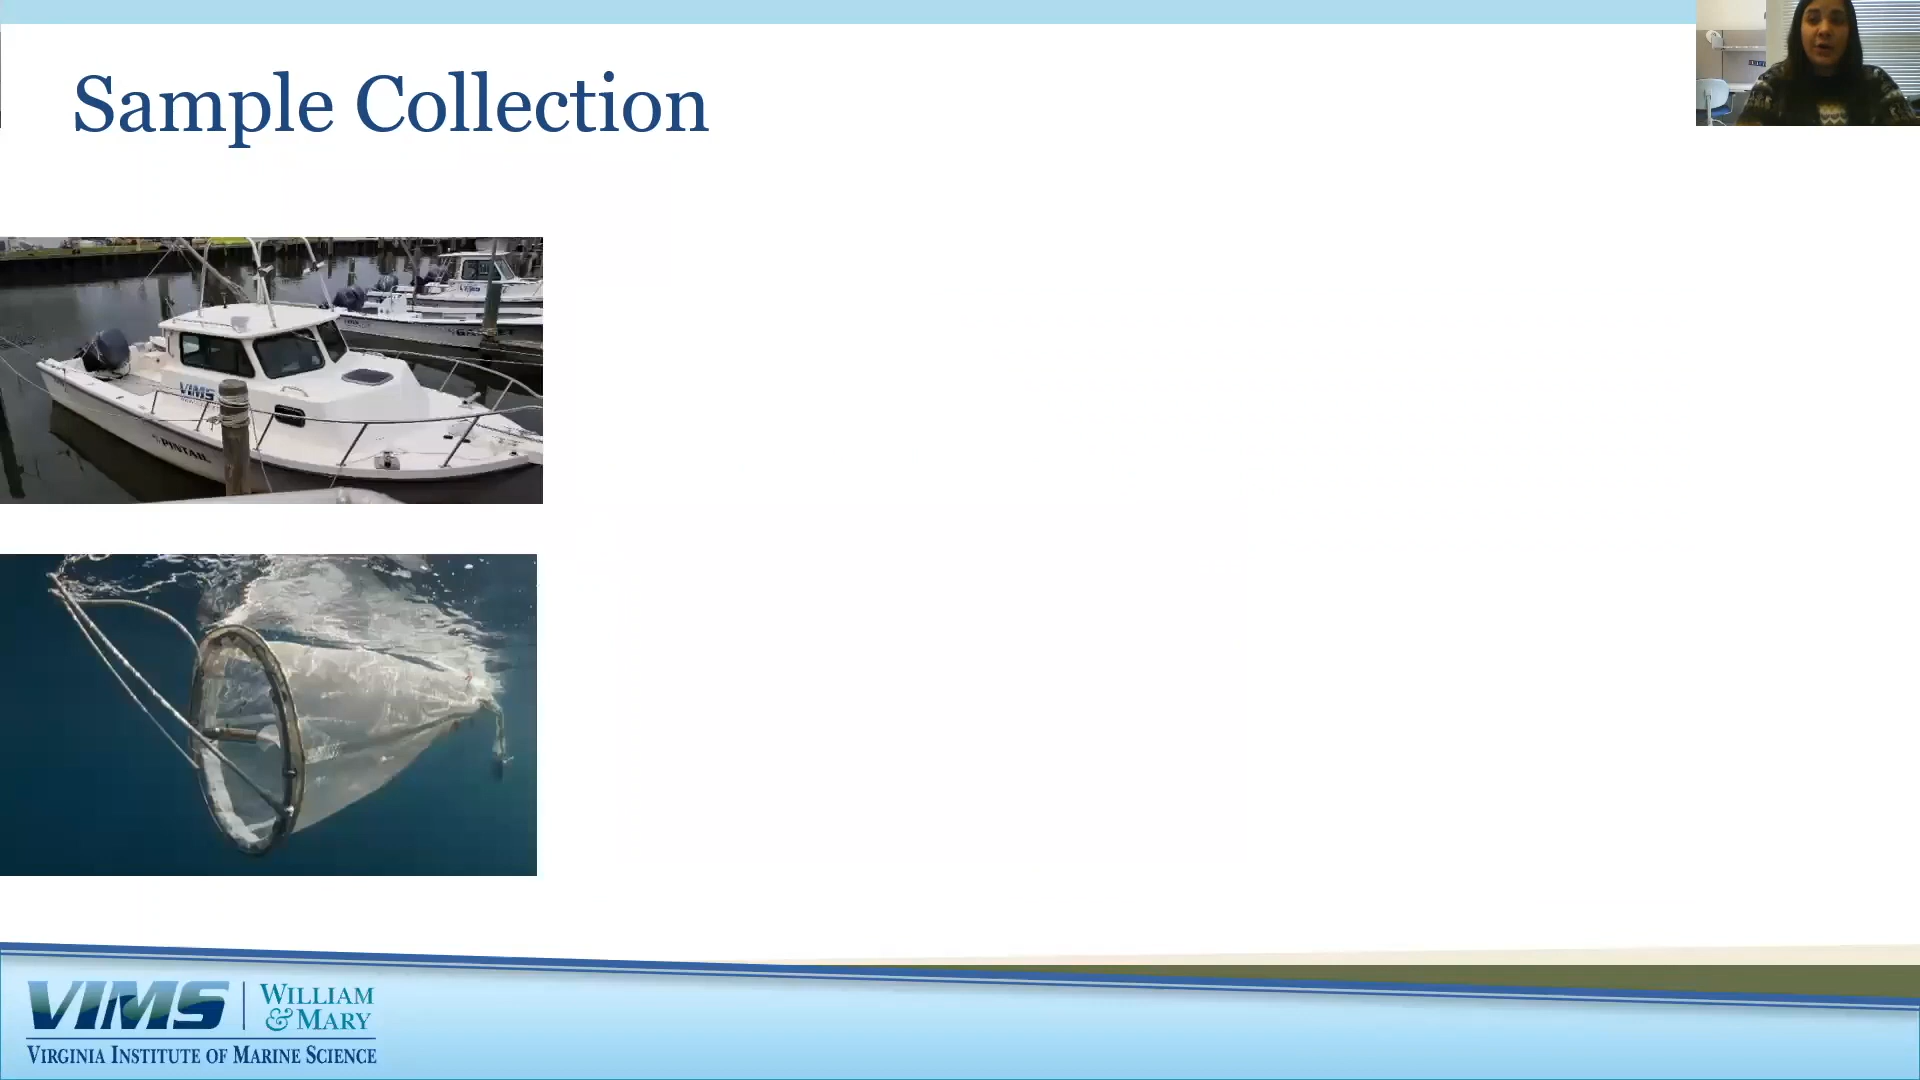 Sample Collection
VIMS
PINTAIL
VIMS
WILLIAM
& MARY
VIRGINIA INSTITUTE OF MARINE SCIENCE